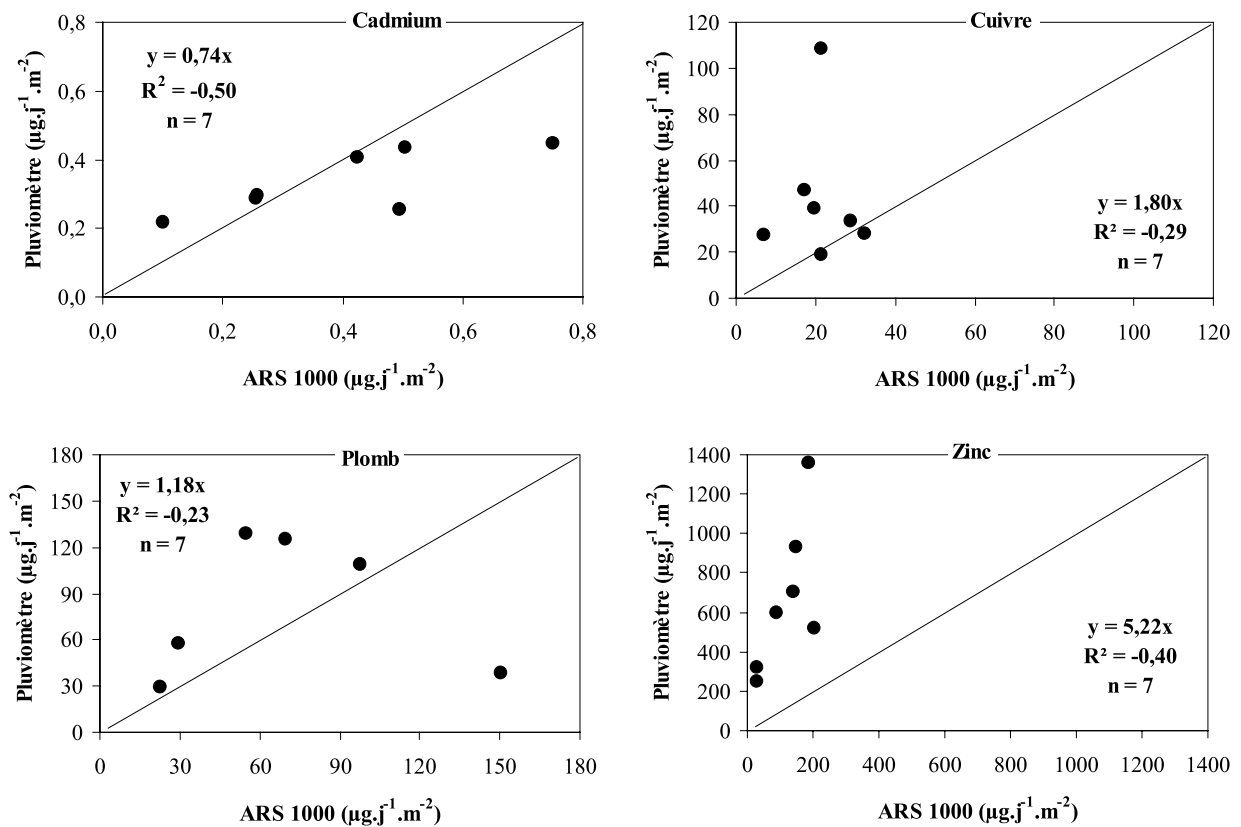 Cadmium
y = 0,74x
R² = -0,50
n = 7
Pluviomètre (µg.j⁻¹.m⁻²)
0,8
0,6
0,4
0,2
0,0
0,0 0,2 0,4 0,6 0,8
ARS 1000 (µg.j⁻¹.m⁻²)
Cuivre
y = 1,80x
R² = -0,29
n = 7
Pluviomètre (µg.j⁻¹.m⁻²)
120
100
80
60
40
20
0
0 20 40 60 80 100 120
ARS 1000 (µg.j⁻¹.m⁻²)
Plomb
y = 1,18x
R² = -0,23
n = 7
Pluviomètre (µg.j⁻¹.m⁻²)
180
150
120
90
60
30
0
0 30 60 90 120 150 180
ARS 1000 (µg.j⁻¹.m⁻²)
Zinc
y = 5,22x
R² = -0,40
n = 7
Pluviomètre (µg.j⁻¹.m⁻²)
1400
1200
1000
800
600
400
200
0
0 200 400 600 800 1000 1200 1400
ARS 1000 (µg.j⁻¹.m⁻²)